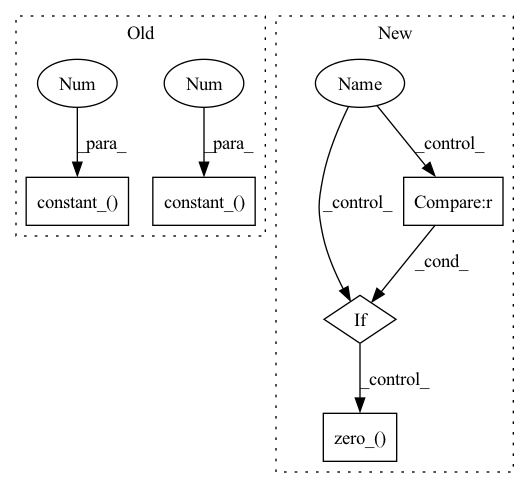 Old
New
Num
Num
Name
_para_
_para_
_control_
constant_()
constant_()
_control_
Compare:r
_cond_
If
_control_
zero_()